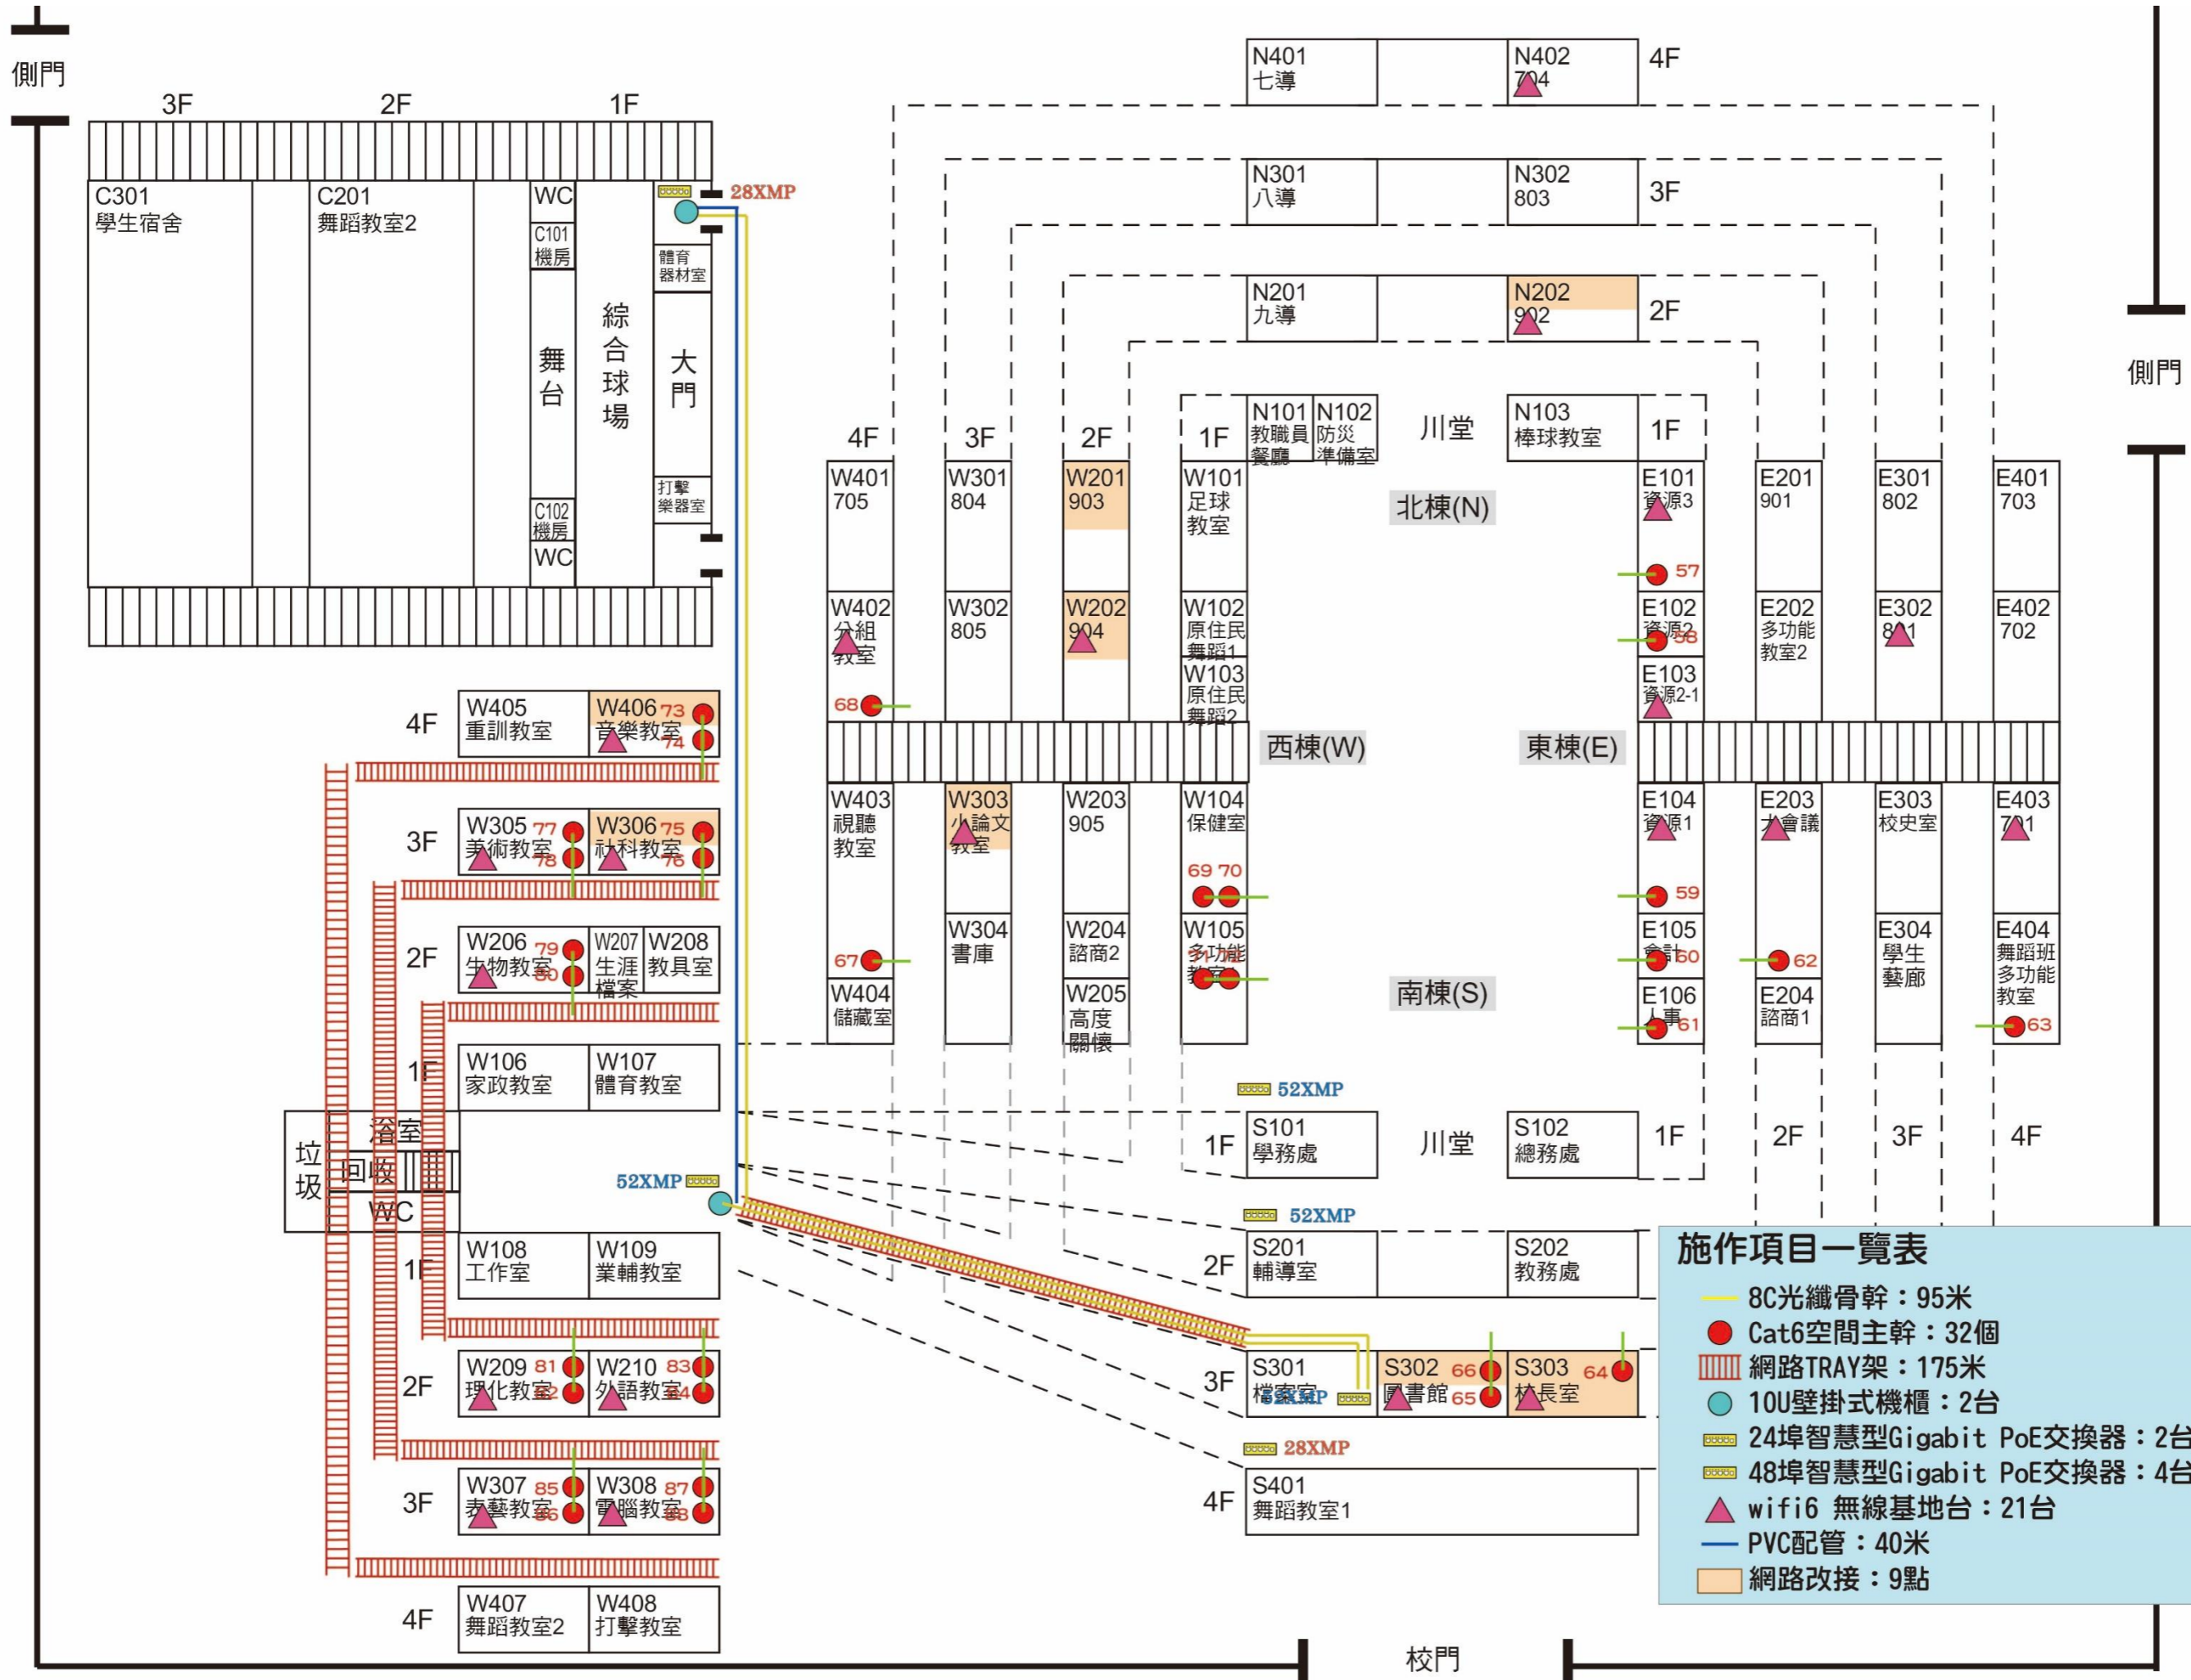 側門
3F
2F
1F
C301
學生宿舍
C201
舞蹈教室2
WC
C101
機房
舞台
C102
機房
WC
綜合球場
28XMP
體育
器材室
大門
打擊
樂器室
N401
七導
N402
704
4F
N301
八導
N302
803
3F
N201
九導
N202
902
2F
N101
教職員
餐廳
N102
防災
準備室
川堂
N103
棒球教室
1F
側門
4F
3F
2F
1F
W401
705
W301
804
W201
903
W101
足球
教室
北棟(N)
E101
資源3
57
E201
901
E301
802
E401
703
W402
分組
教室
68
W302
805
W202
904
W102
原住民
舞蹈1
W103
原住民
舞蹈2
E102
資源2
58
E103
資源2-1
E202
多功能
教室2
E302
801
E402
702
西棟(W)
東棟(E)
W403
視聽
教室
67
W404
儲藏室
W303
小論文
教室
W304
書庫
W203
905
W204
諮商2
W205
高度
關懷
W104
保健室
69 70
W105
多功能
71 72
南棟(S)
E104
資源1
59
E105
會計
60
E106
人事
61
E203
大會議
62
E204
諮商1
E303
校史室
E304
學生
藝廊
E403
701
E404
舞蹈班
多功能
教室
63
4F
W405
重訓教室
W406
音樂教室
73
74
3F
W305
美術教室
77
78
W306
社科教室
75
76
2F
W206
生物教室
79
80
W207
生涯
檔案
W208
教具室
1F
W106
家政教室
W107
體育教室
垃圾
浴室
回收
WC
52XMP
1F
W108
工作室
W109
業輔教室
2F
W209
理化教室
81
82
W210
外語教室
83
84
3F
W307
表藝教室
85
86
W308
電腦教室
87
88
4F
W407
舞蹈教室2
W408
打擊教室
52XMP
1F
S101
學務處
川堂
S102
總務處
1F
2F
3F
4F
52XMP
2F
S201
輔導室
S202
教務處
3F
S301
檔案室
52XMP
S302
圖書館
66
65
S303
校長室
64
28XMP
4F
S401
舞蹈教室1
施作項目一覽表
8C光纖骨幹：95米
Cat6空間主幹：32個
網路TRAY架：175米
10U壁掛式機櫃：2台
24埠智慧型Gigabit PoE交換器：2台
48埠智慧型Gigabit PoE交換器：4台
wifi6 無線基地台：21台
PVC配管：40米
網路改接：9點
校門